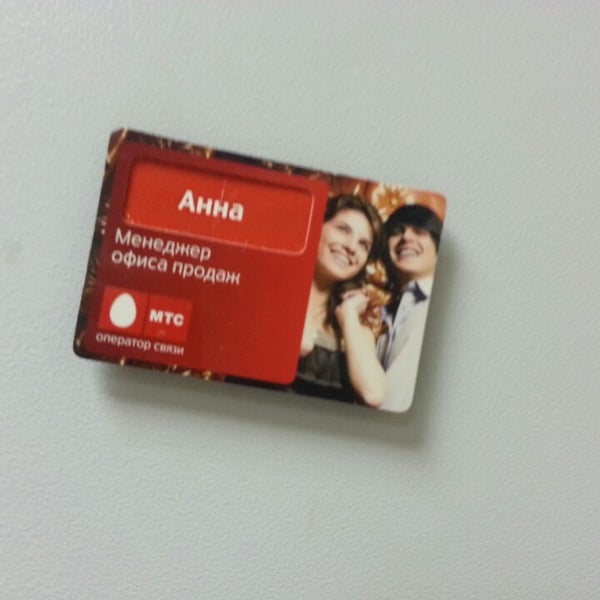 Анна
Менеджер
офиса продаж
МТС
оператор связи